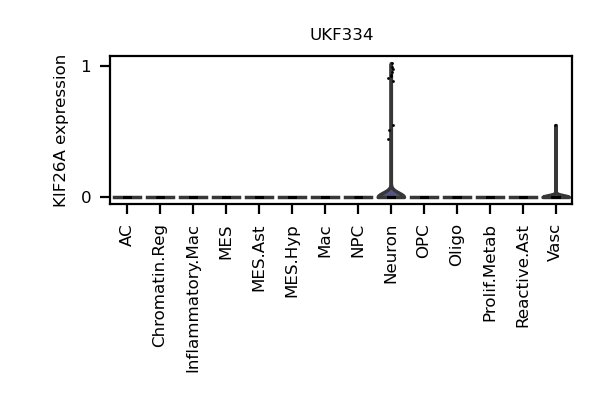 UKF334
KIF26A expression
1
0
AC
Chromatin.Reg
Inflammatory.Mac
MES
MES.Ast
MES.Hyp
Mac
NPC
Neuron
OPC
Oligo
Prolif.Metab
Reactive.Ast
Vasc